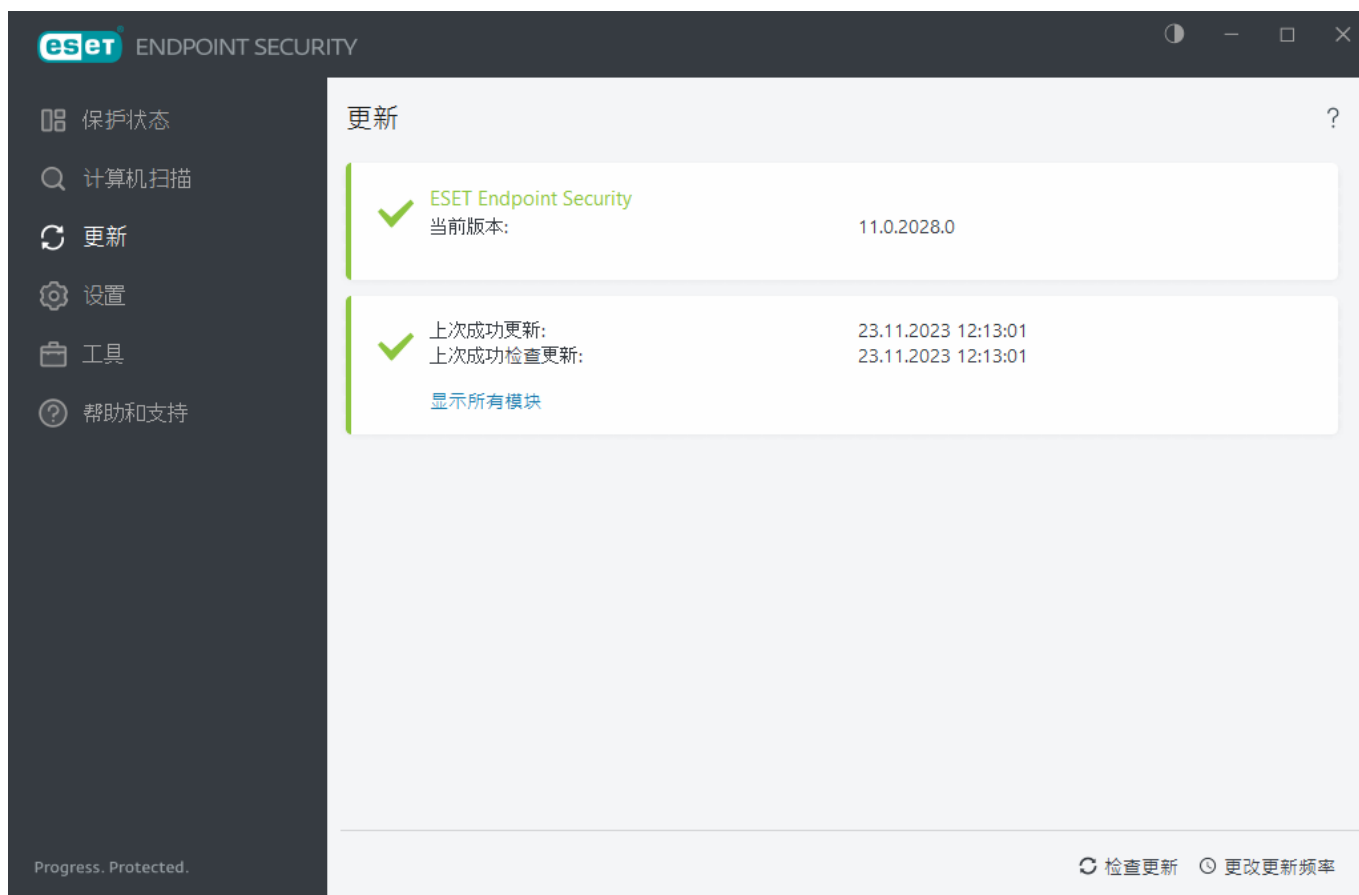 eset ENDPOINT SECURITY
保护状态
计算机扫描
更新
设置
工具
帮助和支持
Progress. Protected.
更新
?
ESET Endpoint Security
当前版本: 11.0.2028.0
上次成功更新: 23.11.2023 12:13:01
上次成功检查更新: 23.11.2023 12:13:01
显示所有模块
检查更新 更改更新频率